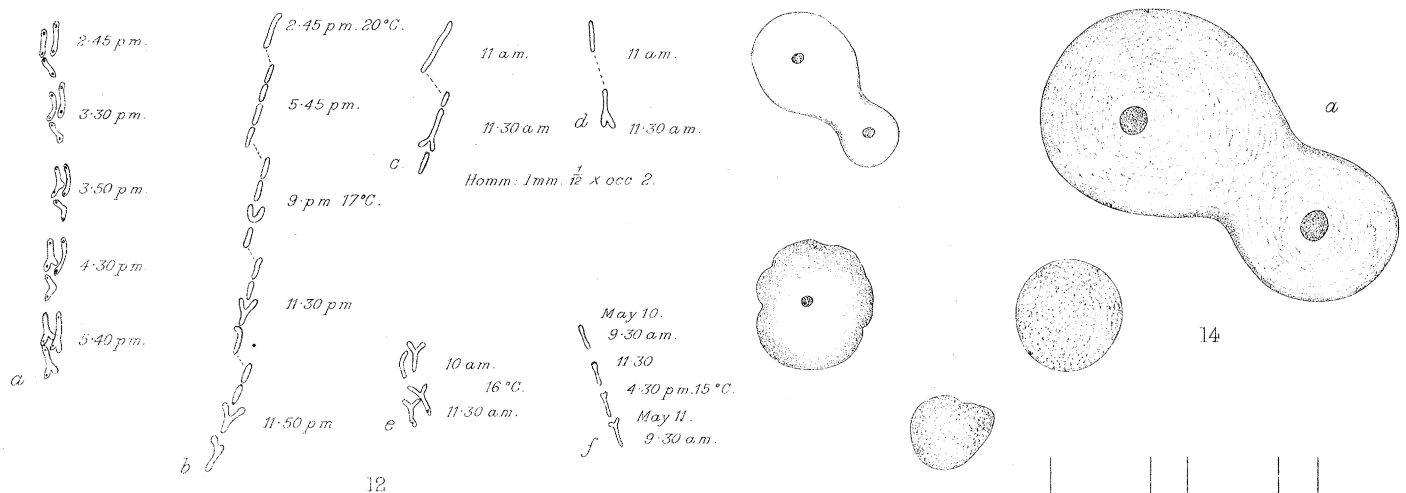 2·45 p.m.
3·30 p.m.
3·50 p.m.
4·30 p.m.
5·40 p.m.
a
2·45 p.m. 20°C.
5·45 p.m.
9·p.m 17°C.
11·30 p.m
11·50 p.m
b
11 a.m.
11·30 a.m
c.
11 a.m.
d 11·30 a.m.
Homm: 1mm. 1/12 × occ 2.
10 a.m.
16°C.
11·30 a.m.
e
May 10.
9·30 a.m.
11·30
4·30 p.m. 15°C.
May 11.
9·30 a.m.
f
12
a
14